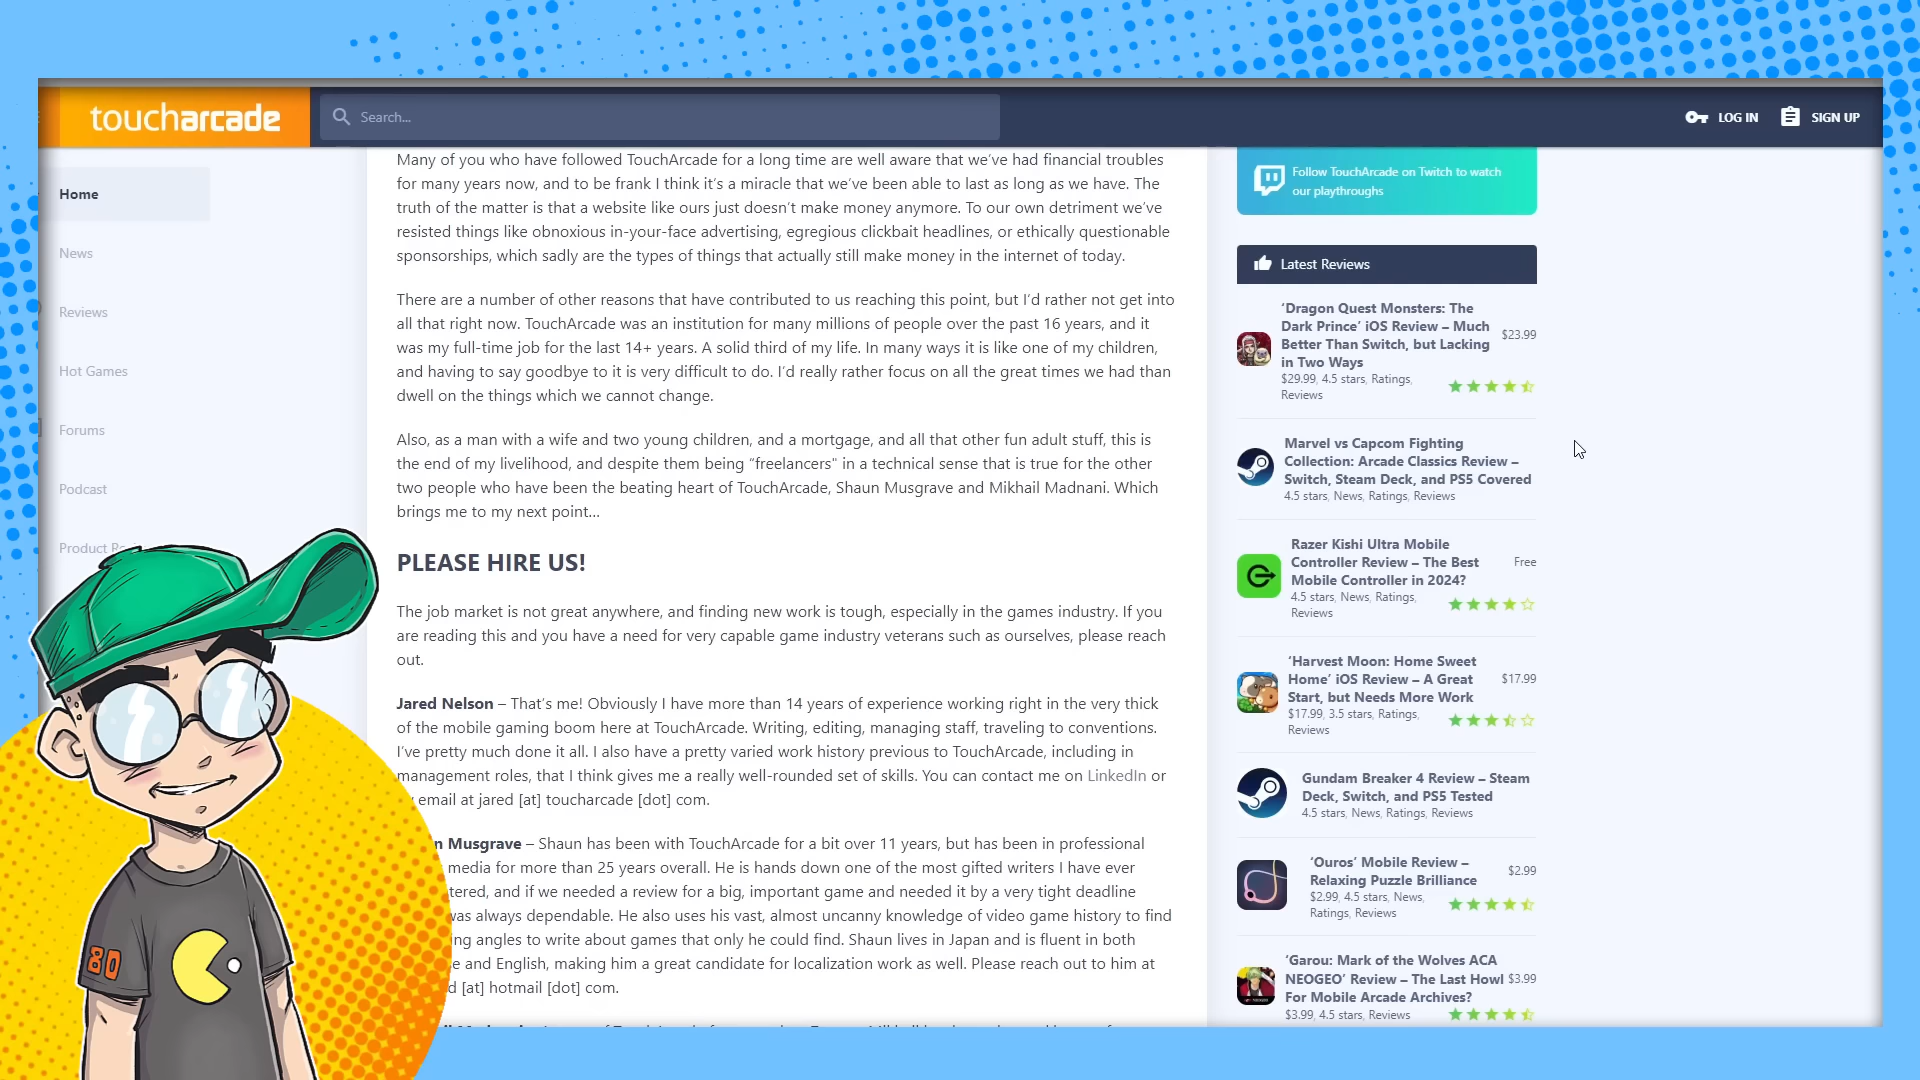 toucharcade
Search...
LOG IN
SIGN UP
Home
News
Reviews
Hot Games
Forums
Podcast
Product
Many of you who have followed TouchArcade for a long time are well aware that we’ve had financial troubles
for many years now, and to be frank I think it’s a miracle that we’ve been able to last as long as we have. The
truth of the matter is that a website like ours just doesn’t make money anymore. To our own detriment we’ve
resisted things like obnoxious in-your-face advertising, egregious clickbait headlines, or ethically questionable
sponsorships, which sadly are the types of things that actually still make money in the internet of today.
There are a number of other reasons that have contributed to us reaching this point, but I’d rather not get into
all that right now. TouchArcade was an institution for many millions of people over the past 16 years, and it
was my full-time job for the last 14+ years. A solid third of my life. In many ways it is like one of my children,
and having to say goodbye to it is very difficult to do. I’d really rather focus on all the great times we had than
dwell on the things which we cannot change.
Also, as a man with a wife and two young children, and a mortgage, and all that other fun adult stuff, this is
the end of my livelihood, and despite them being “freelancers” in a technical sense that is true for the other
two people who have been the beating heart of TouchArcade, Shaun Musgrave and Mikhail Madnani. Which
brings me to my next point…
PLEASE HIRE US!
The job market is not great anywhere, and finding new work is tough, especially in the games industry. If you
are reading this and you have a need for very capable game industry veterans such as ourselves, please reach
out.
Jared Nelson – That’s me! Obviously I have more than 14 years of experience working right in the very thick
of the mobile gaming boom here at TouchArcade. Writing, editing, managing staff, traveling to conventions.
I’ve pretty much done it all. I also have a pretty varied work history previous to TouchArcade, including in
management roles, that I think gives me a really well-rounded set of skills. You can contact me on LinkedIn or
email at jared [at] toucharcade [dot] com.
Musgrave – Shaun has been with TouchArcade for a bit over 11 years, but has been in professional
media for more than 25 years overall. He is hands down one of the most gifted writers I have ever
and if we needed a review for a big, important game and needed it by a very tight deadline
was always dependable. He also uses his vast, almost uncanny knowledge of video game history to find
angles to write about games that only he could find. Shaun lives in Japan and is fluent in both
and English, making him a great candidate for localization work as well. Please reach out to him at
[at] hotmail [dot] com.
Follow TouchArcade on Twitch to watch
our playthroughs
Latest Reviews
‘Dragon Quest Monsters: The
Dark Prince’ iOS Review – Much
Better Than Switch, but Lacking
in Two Ways
$23.99
$29.99, 4.5 stars, Ratings,
Reviews
Marvel vs Capcom Fighting
Collection: Arcade Classics Review –
Switch, Steam Deck, and PS5 Covered
4.5 stars, News, Ratings, Reviews
Razer Kishi Ultra Mobile
Controller Review – The Best
Mobile Controller in 2024?
Free
4.5 stars, News, Ratings,
Reviews
‘Harvest Moon: Home Sweet
Home’ iOS Review – A Great
Start, but Needs More Work
$17.99
$17.99, 3.5 stars, Ratings,
Reviews
Gundam Breaker 4 Review – Steam
Deck, Switch, and PS5 Tested
4.5 stars, News, Ratings, Reviews
‘Ouros’ Mobile Review –
Relaxing Puzzle Brilliance
$2.99
$2.99, 4.5 stars, News,
Ratings, Reviews
‘Garou: Mark of the Wolves ACA
NEOGEO’ Review – The Last Howl
For Mobile Arcade Archives?
$3.99
$3.99, 4.5 stars, Reviews
80